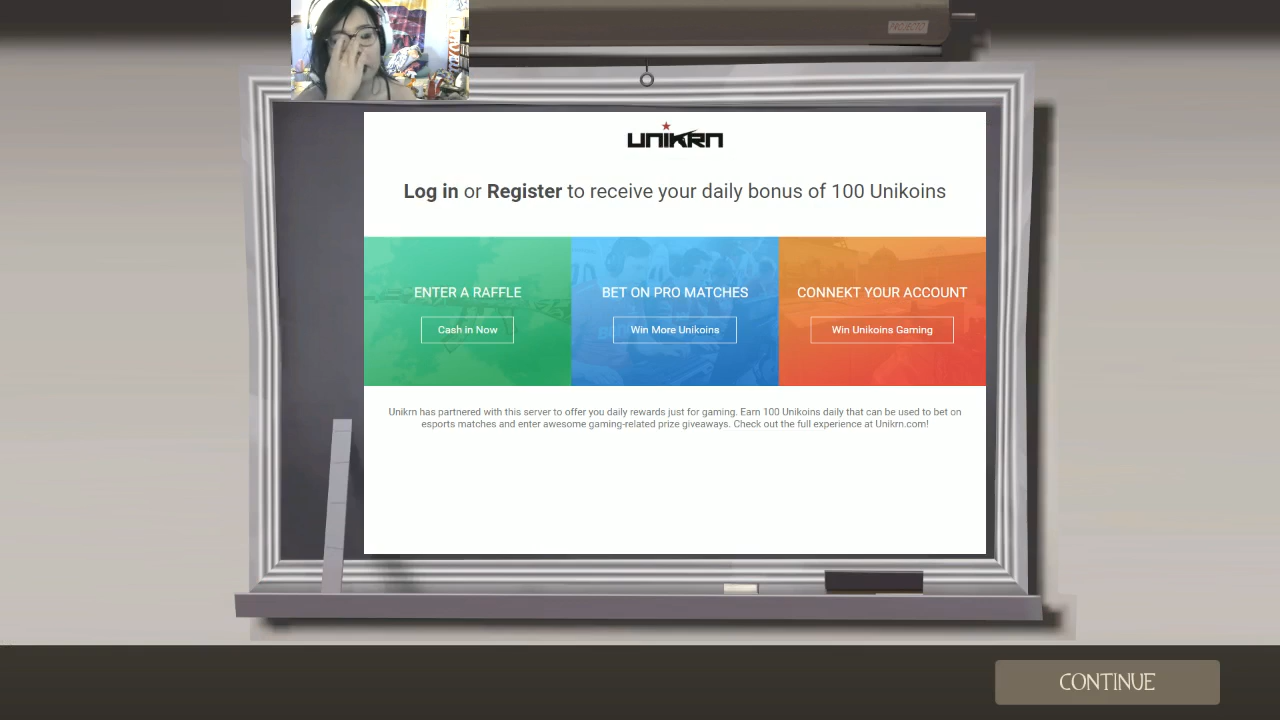 UNIKRN
Log in or Register to receive your daily bonus of 100 Unikoins
ENTER A RAFFLE
Cash in Now
BET ON PRO MATCHES
Win More Unikoins
CONNEKT YOUR ACCOUNT
Win Unikoins Gaming
Unikrn has partnered with this server to offer you daily rewards just for gaming. Earn 100 Unikoins daily that can be used to bet on
esports matches and enter awesome gaming-related prize giveaways. Check out the full experience at Unikrn.com!
CONTINUE